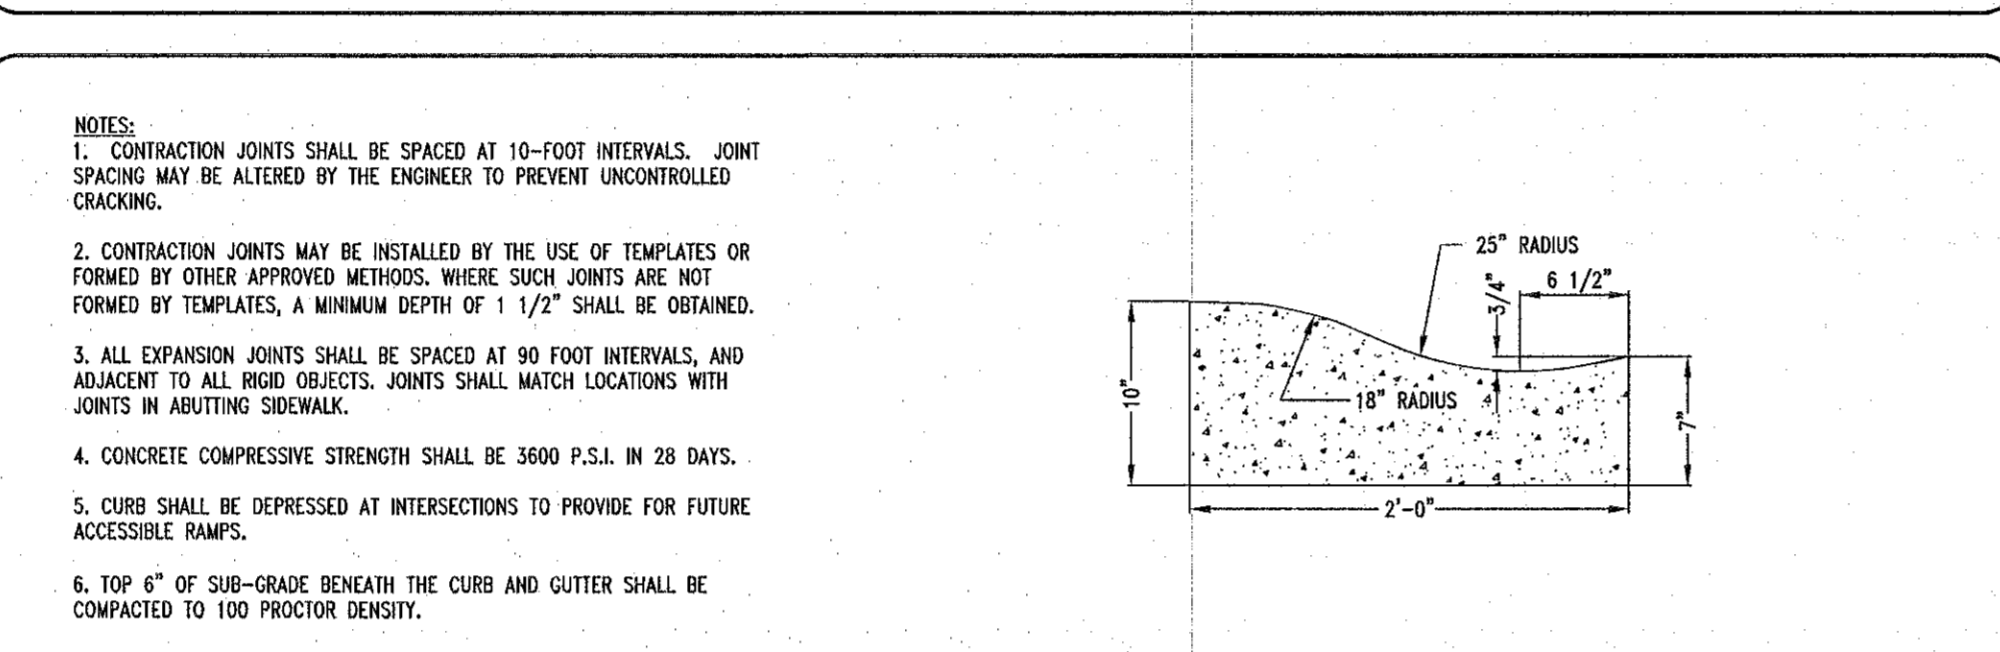 NOTES:
1. CONTRACTION JOINTS SHALL BE SPACED AT 10-FOOT INTERVALS. JOINT
SPACING MAY BE ALTERED BY THE ENGINEER TO PREVENT UNCONTROLLED
CRACKING.
2. CONTRACTION JOINTS MAY BE INSTALLED BY THE USE OF TEMPLATES OR
FORMED BY OTHER APPROVED METHODS. WHERE SUCH JOINTS ARE NOT
FORMED BY TEMPLATES, A MINIMUM DEPTH OF 1 1/2" SHALL BE OBTAINED.
3. ALL EXPANSION JOINTS SHALL BE SPACED AT 90 FOOT INTERVALS, AND
ADJACENT TO ALL RIGID OBJECTS. JOINTS SHALL MATCH LOCATIONS WITH
JOINTS IN ABUTTING SIDEWALK.
4. CONCRETE COMPRESSIVE STRENGTH SHALL BE 3600 P.S.I. IN 28 DAYS.
5. CURB SHALL BE DEPRESSED AT INTERSECTIONS TO PROVIDE FOR FUTURE
ACCESSIBLE RAMPS.
6. TOP 6" OF SUB-GRADE BENEATH THE CURB AND GUTTER SHALL BE
COMPACTED TO 100 PROCTOR DENSITY.
25" RADIUS
6 1/2"
3/4"
10"
18" RADIUS
7"
2'-0"